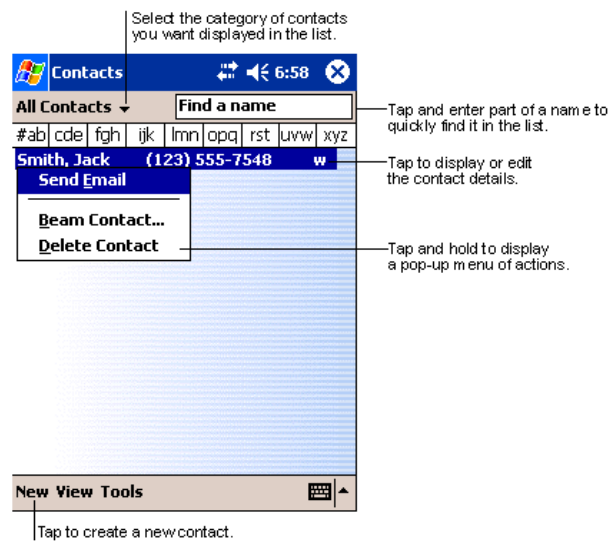 Select the category of contacts
you want displayed in the list.
Contacts 6:58
All Contacts Find a name
Tap and enter part of a name to
quickly find it in the list.
#ab cde fgh ijk lmn opq rst uvw xyz
Smith, Jack (123) 555-7548 w
Tap to display or edit
the contact details.
Send Email
Beam Contact...
Delete Contact
Tap and hold to display
a pop-up menu of actions.
New View Tools
Tap to create a new contact.